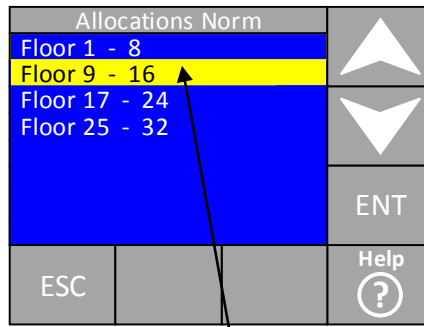 Allocations Norm
Floor 1 - 8
Floor 9 - 16
Floor 17 - 24
Floor 25 - 32
ENT
ESC
Help
?